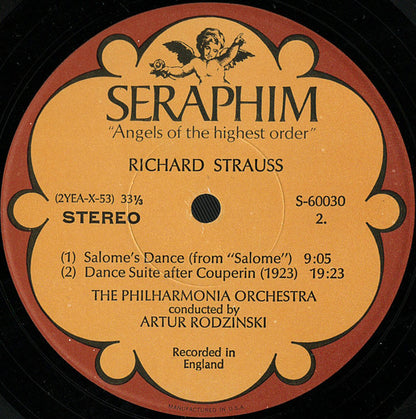 SERAPHIM
"Angels of the highest order"
RICHARD STRAUSS
(2YEA-X-53) 33⅓ S-60030
STEREO 2.
(1) Salome's Dance (from "Salome") 9:05
(2) Dance Suite after Couperin (1923) 19:23
THE PHILHARMONIA ORCHESTRA
conducted by
ARTUR RODZINSKI
Recorded in
England
MANUFACTURED IN U.S.A.